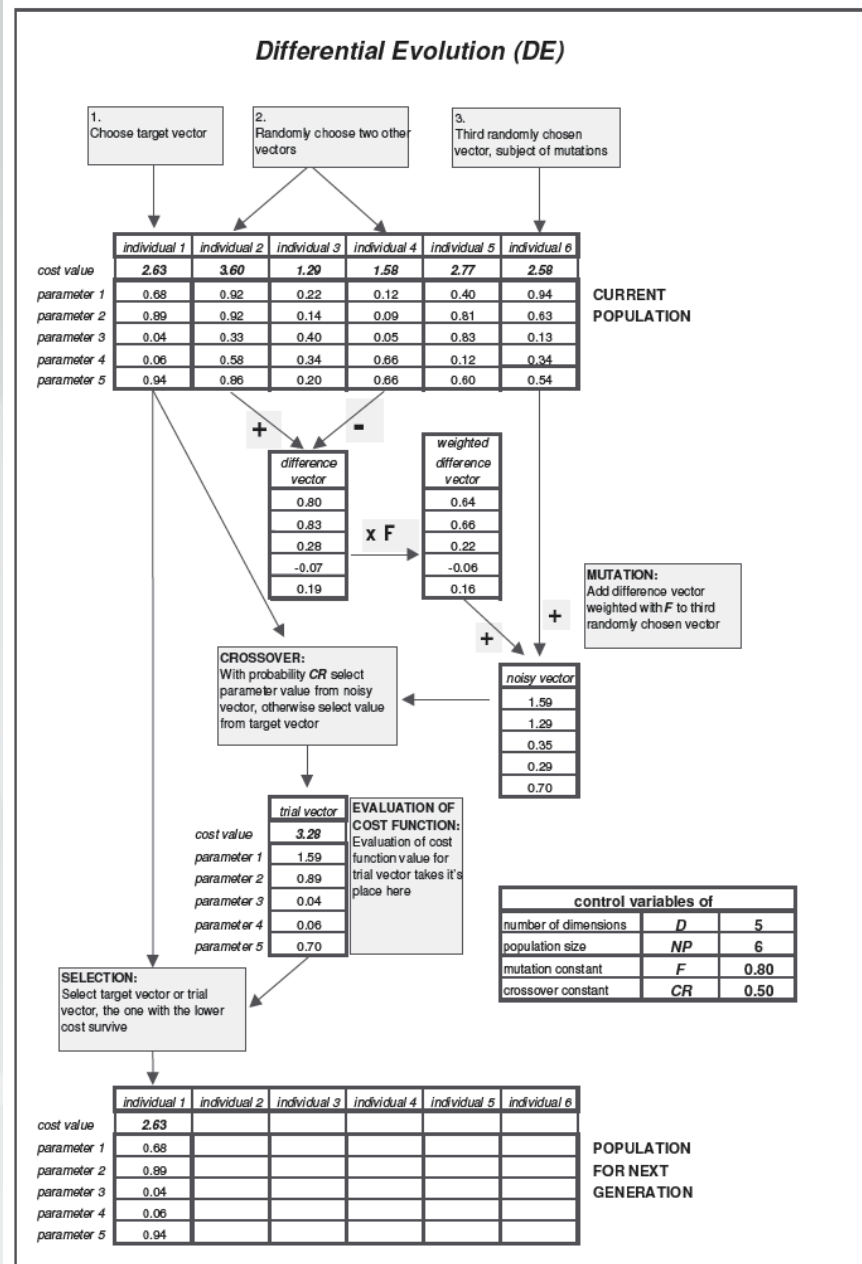 Differential Evolution (DE)
1.
Choose target vector
2.
Randomly choose two other
vectors
3.
Third randomly chosen
vector, subject of mutations
individual 1 individual 2 individual 3 individual 4 individual 5 individual 6
cost value 2.63 3.60 1.29 1.58 2.77 2.58
parameter 1 0.68 0.92 0.22 0.12 0.40 0.94
parameter 2 0.89 0.92 0.14 0.09 0.81 0.63
parameter 3 0.04 0.33 0.40 0.05 0.83 0.13
parameter 4 0.06 0.58 0.34 0.66 0.12 0.34
parameter 5 0.94 0.86 0.20 0.66 0.60 0.54
CURRENT
POPULATION
+
-
difference
vector
0.80
0.83
0.28
-0.07
0.19
x F
weighted
difference
vector
0.64
0.66
0.22
-0.06
0.16
+
+
MUTATION:
Add difference vector
weighted with F to third
randomly chosen vector
noisy vector
1.59
1.29
0.35
0.29
0.70
CROSSOVER:
With probability CR select
parameter value from noisy
vector, otherwise select value
from target vector
trial vector
cost value 3.28
parameter 1 1.59
parameter 2 0.89
parameter 3 0.04
parameter 4 0.06
parameter 5 0.70
EVALUATION OF
COST FUNCTION:
Evaluation of cost
function value for
trial vector takes it's
place here
control variables of
number of dimensions D 5
population size NP 6
mutation constant F 0.80
crossover constant CR 0.50
SELECTION:
Select target vector or trial
vector, the one with the lower
cost survive
individual 1 individual 2 individual 3 individual 4 individual 5 individual 6
cost value 2.63
parameter 1 0.68
parameter 2 0.89
parameter 3 0.04
parameter 4 0.06
parameter 5 0.94
POPULATION
FOR NEXT
GENERATION